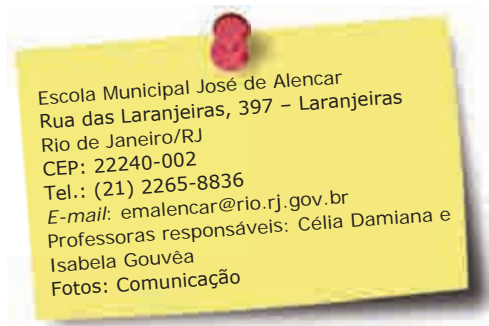 Escola Municipal José de Alencar
Rua das Laranjeiras, 397 – Laranjeiras
Rio de Janeiro/RJ
CEP: 22240-002
Tel.: (21) 2265-8836
E-mail: emalencar@rio.rj.gov.br
Professoras responsáveis: Célia Damiana e
Isabela Gouvêa
Fotos: Comunicação